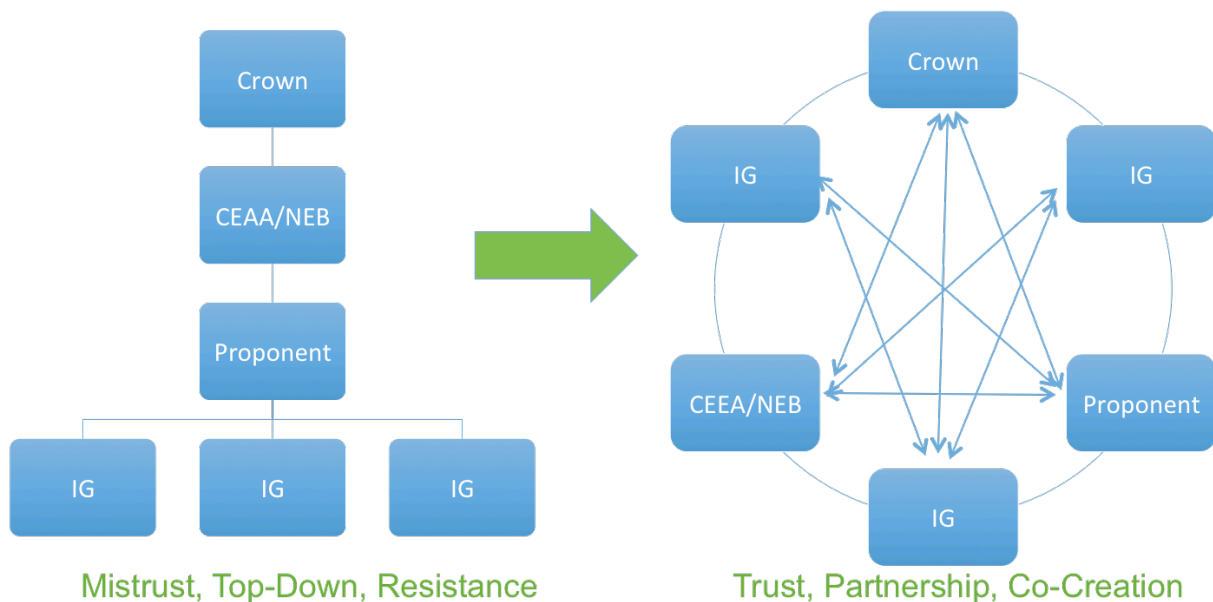 Crown
CEAA/NEB
Proponent
IG
IG
IG
Mistrust, Top-Down, Resistance
Crown
IG
IG
CEEA/NEB
Proponent
IG
Trust, Partnership, Co-Creation